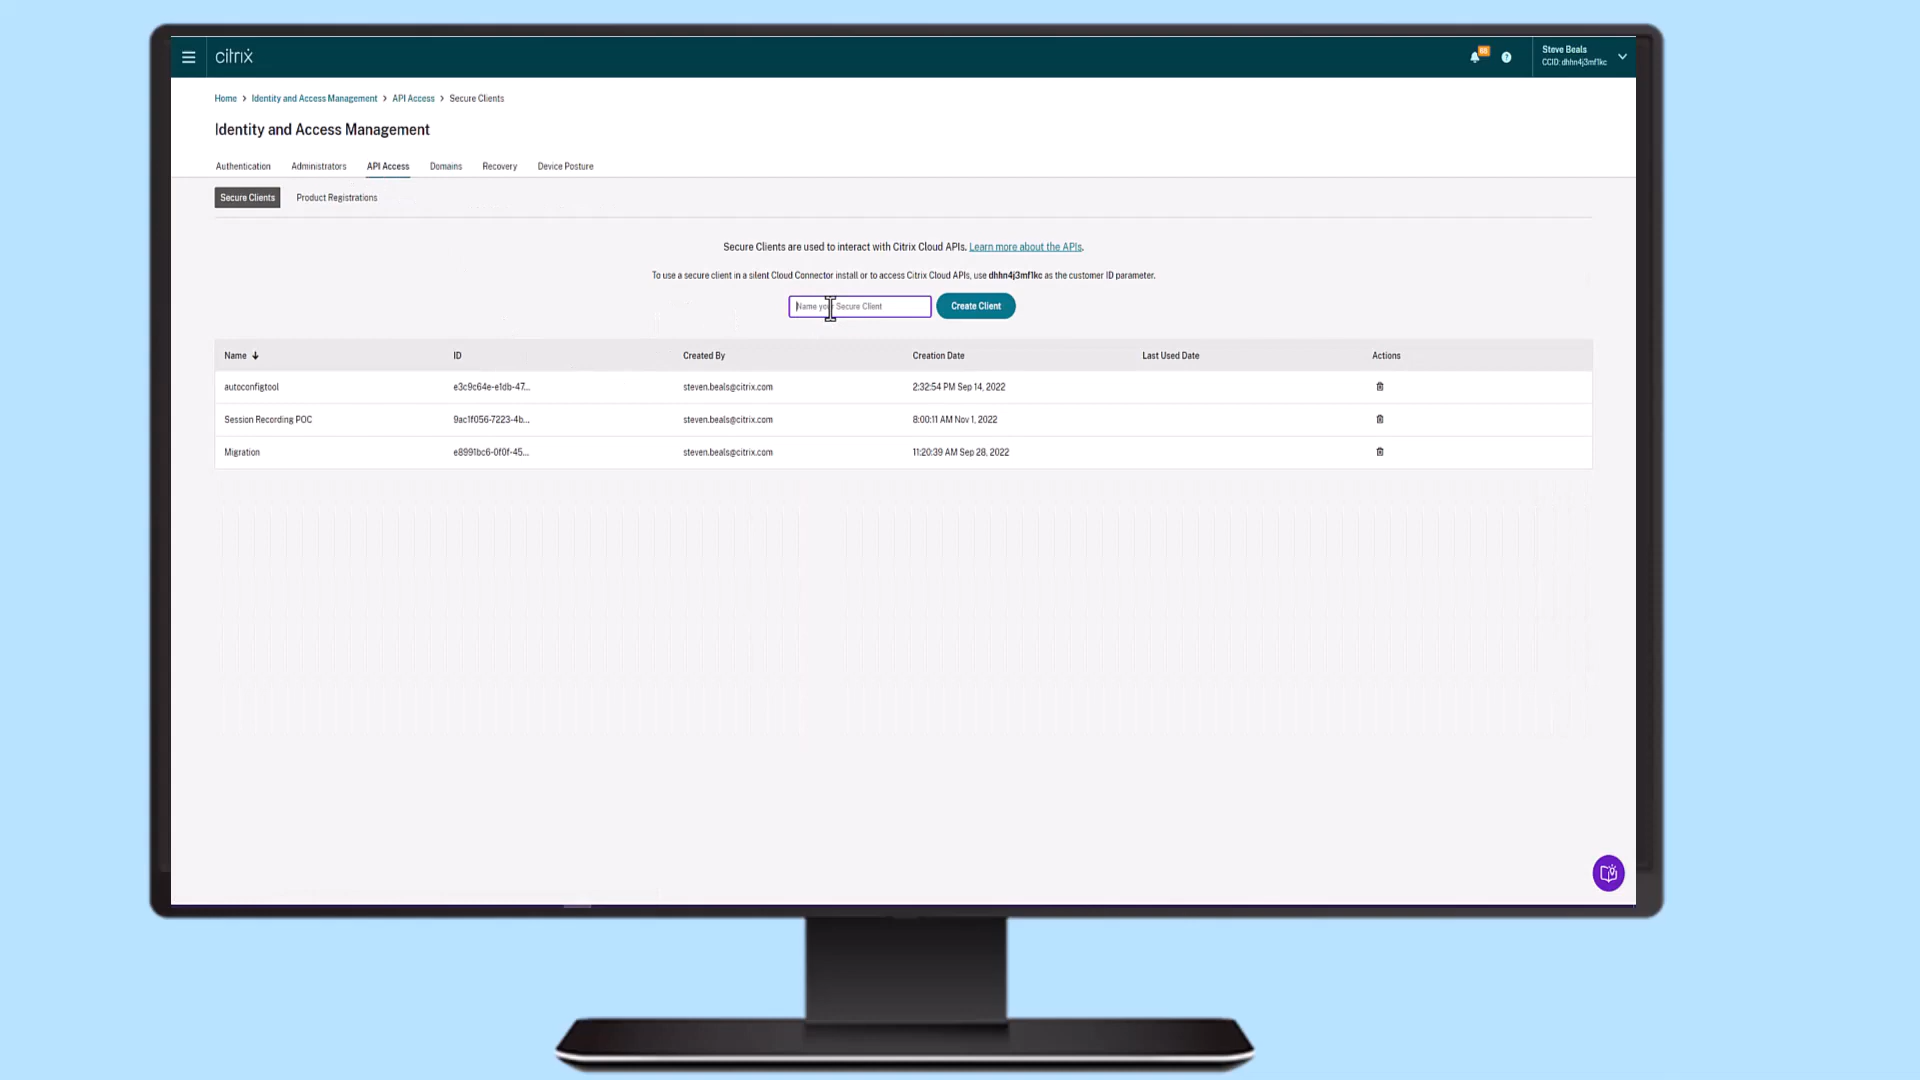 citrix
68
Steve Beals
CCID: dhhn4j3mf1kc
Home > Identity and Access Management > API Access > Secure Clients
Identity and Access Management
Authentication Administrators API Access Domains Recovery Device Posture
Secure Clients Product Registrations
Secure Clients are used to interact with Citrix Cloud APIs. Learn more about the APIs.
To use a secure client in a silent Cloud Connector install or to access Citrix Cloud APIs, use dhhn4j3mf1kc as the customer ID parameter.
Name your Secure Client Create Client
Name ID Created By Creation Date Last Used Date Actions
autoconfigtool e3c9c64e-e1db-47... steven.beals@citrix.com 2:32:54 PM Sep 14, 2022
Session Recording POC 9ac1f056-7223-4b... steven.beals@citrix.com 8:00:11 AM Nov 1, 2022
Migration e8991bc6-0f0f-45... steven.beals@citrix.com 11:20:39 AM Sep 28, 2022